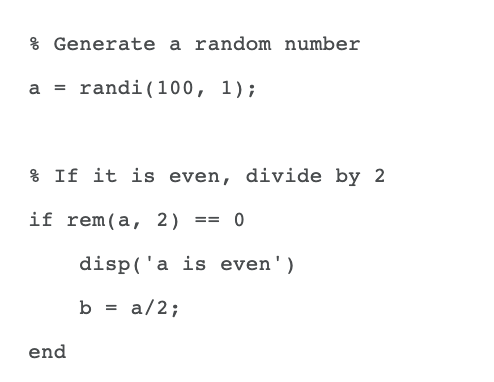 % Generate a random number
a = randi(100, 1);
% If it is even, divide by 2
if rem(a, 2) == 0
    disp('a is even')
    b = a/2;
end